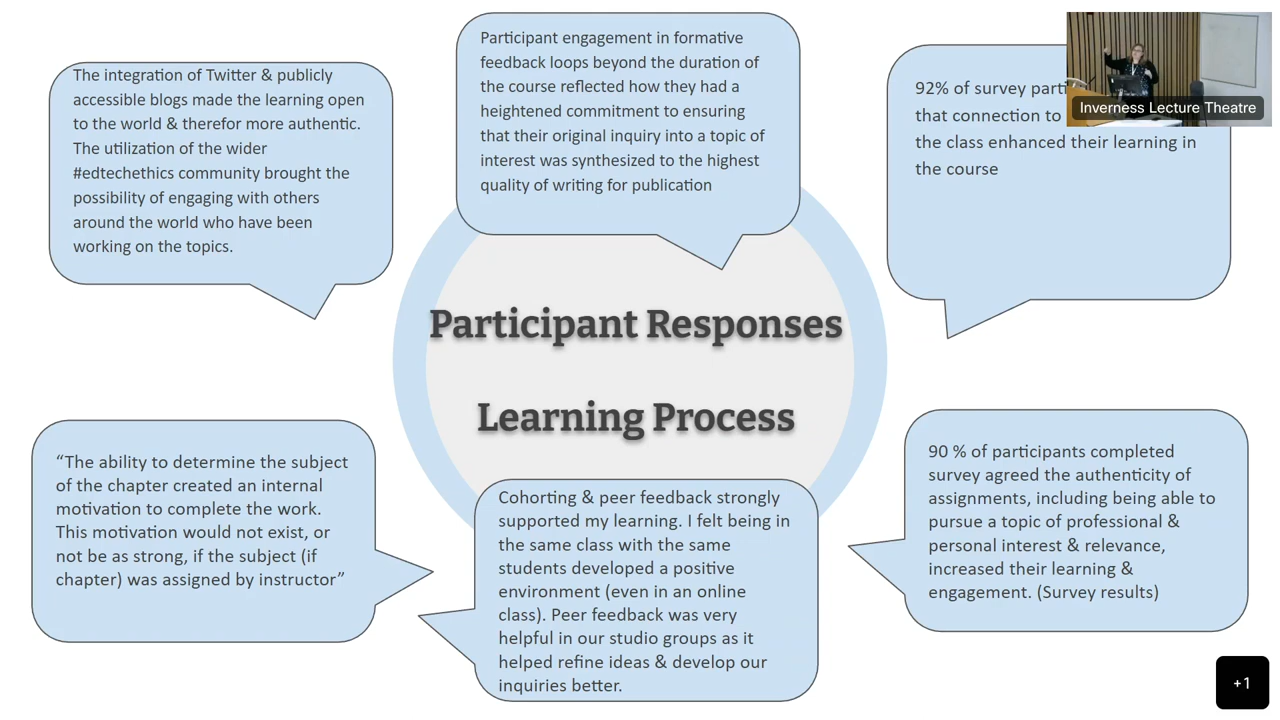 The integration of Twitter & publicly
accessible blogs made the learning open
to the world & therefor more authentic.
The utilization of the wider
#edtechethics community brought the
possibility of engaging with others
around the world who have been
working on the topics.
Participant engagement in formative
feedback loops beyond the duration of
the course reflected how they had a
heightened commitment to ensuring
that their original inquiry into a topic of
interest was synthesized to the highest
quality of writing for publication
92% of survey
that connection to
the class enhanced their learning in
the course
Inverness Lecture Theatre
Participant Responses
Learning Process
“The ability to determine the subject
of the chapter created an internal
motivation to complete the work.
This motivation would not exist, or
not be as strong, if the subject (if
chapter) was assigned by instructor”
Cohorting & peer feedback strongly
supported my learning. I felt being in
the same class with the same
students developed a positive
environment (even in an online
class). Peer feedback was very
helpful in our studio groups as it
helped refine ideas & develop our
inquiries better.
90 % of participants completed
survey agreed the authenticity of
assignments, including being able to
pursue a topic of professional &
personal interest & relevance,
increased their learning &
engagement. (Survey results)
+1